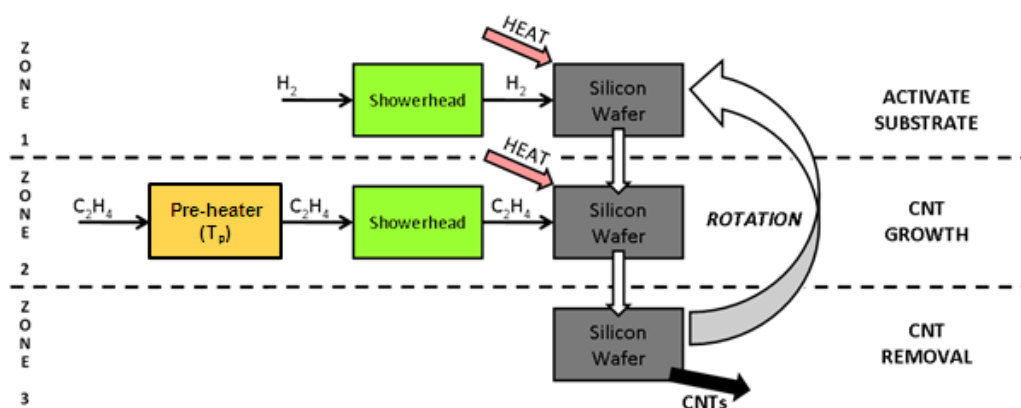 ZONE 1
H2
Showerhead
H2
HEAT
Silicon
Wafer
ACTIVATE
SUBSTRATE
ZONE 2
C2H4
Pre-heater
(Tp)
C2H4
Showerhead
C2H4
HEAT
Silicon
Wafer
ROTATION
CNT
GROWTH
ZONE 3
Silicon
Wafer
CNTs
CNT
REMOVAL